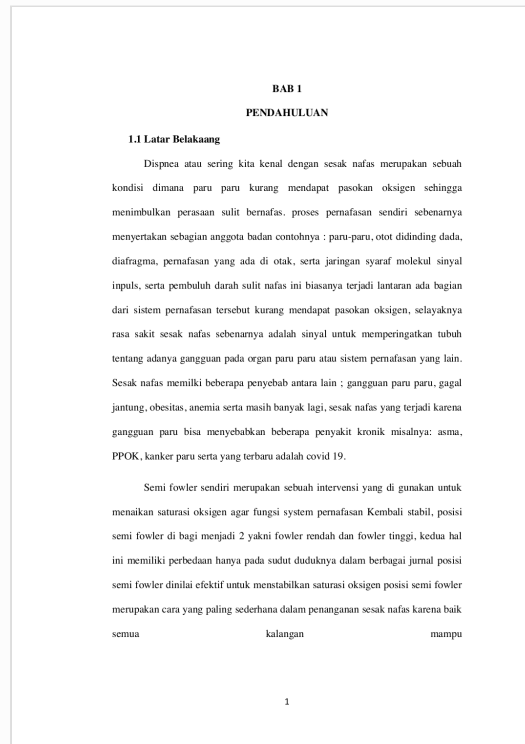 BAB 1
PENDAHULUAN
1.1 Latar Belakaang
Dispnea atau sering kita kenal dengan sesak nafas merupakan sebuah
kondisi dimana paru paru kurang mendapat pasokan oksigen sehingga
menimbulkan perasaan sulit bernafas. proses pernafasan sendiri sebenarnya
menyertakan sebagian anggota badan contohnya : paru-paru, otot didinding dada,
diafragma, pernafasan yang ada di otak, serta jaringan syaraf molekul sinyal
inpuls, serta pembuluh darah sulit nafas ini biasanya terjadi lantaran ada bagian
dari sistem pernafasan tersebut kurang mendapat pasokan oksigen, selayaknya
rasa sakit sesak nafas sebenarnya adalah sinyal untuk memperingatkan tubuh
tentang adanya gangguan pada organ paru paru atau sistem pernafasan yang lain.
Sesak nafas memilki beberapa penyebab antara lain ; gangguan paru paru, gagal
jantung, obesitas, anemia serta masih banyak lagi, sesak nafas yang terjadi karena
gangguan paru bisa menyebabkan beberapa penyakit kronik misalnya: asma,
PPOK, kanker paru serta yang terbaru adalah covid 19.
Semi fowler sendiri merupakan sebuah intervensi yang di gunakan untuk
menaikan saturasi oksigen agar fungsi system pernafasan Kembali stabil, posisi
semi fowler di bagi menjadi 2 yakni fowler rendah dan fowler tinggi, kedua hal
ini memiliki perbedaan hanya pada sudut duduknya dalam berbagai jurnal posisi
semi fowler dinilai efektif untuk menstabilkan saturasi oksigen posisi semi fowler
merupakan cara yang paling sederhana dalam penanganan sesak nafas karena baik
semua kalangan mampu
1